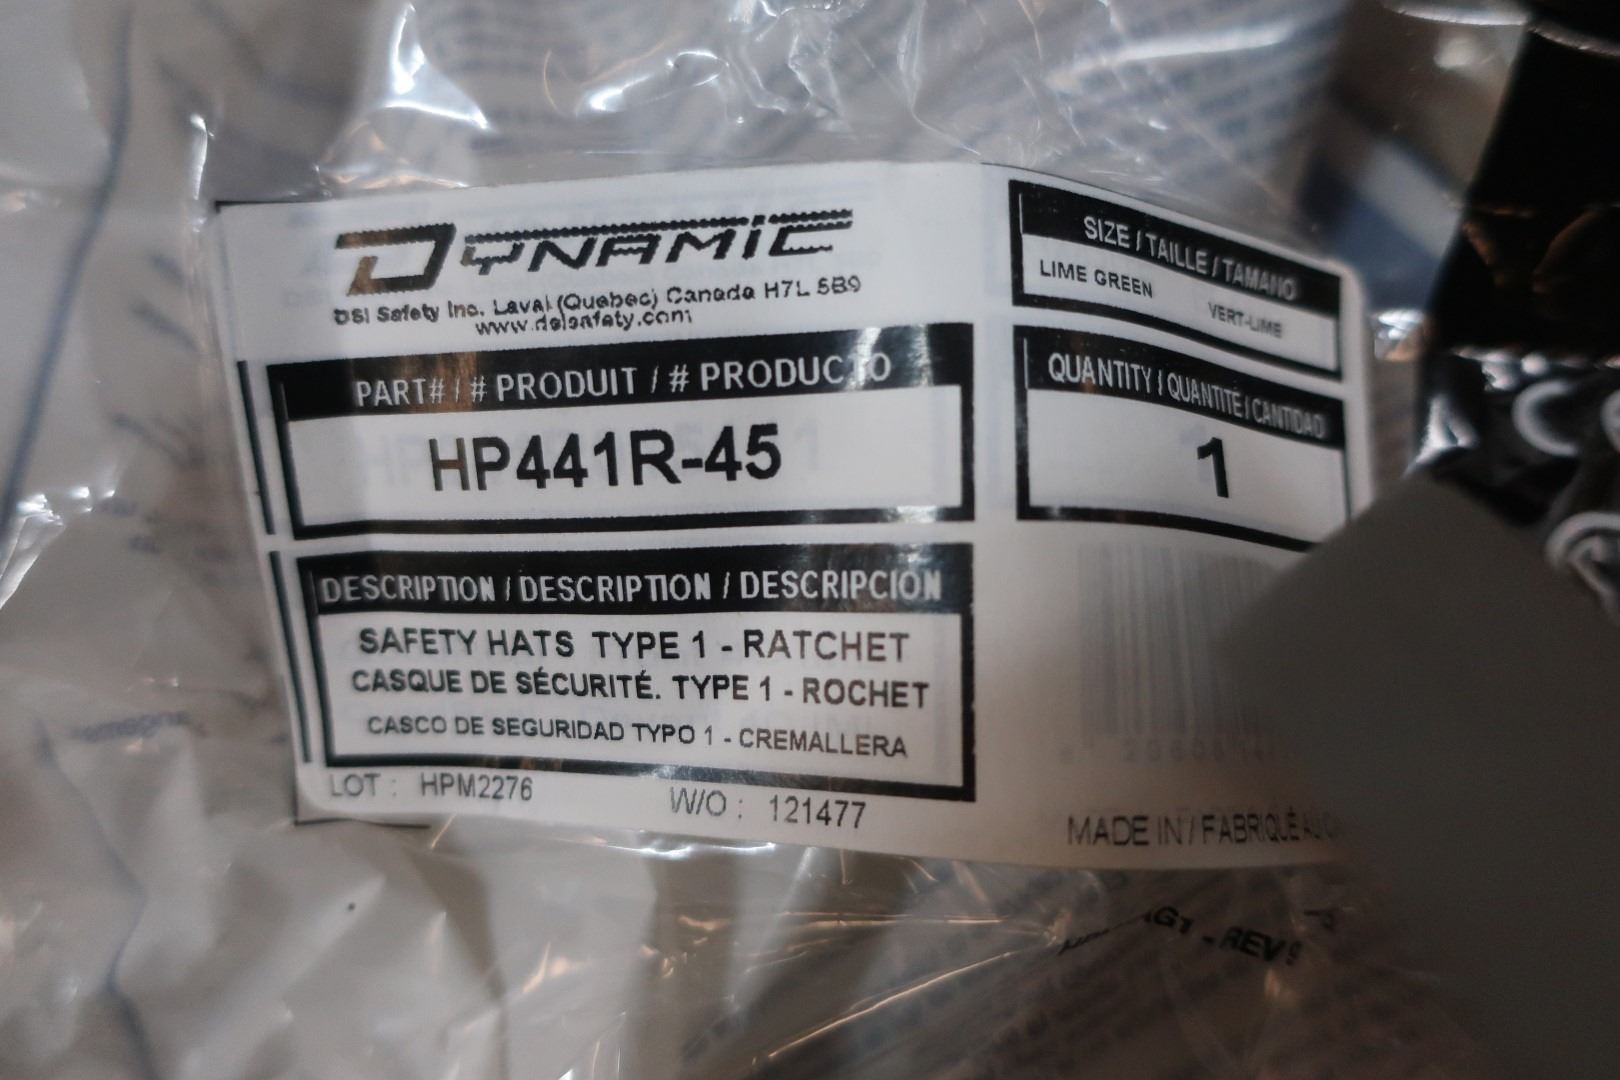 DYNAMIC
DSI Safety Inc. Laval (Quebec) Canada H7L 5B9
www.dsisafety.com
SIZE / TAILLE / TAMANO
LIME GREEN VERT-LIME
PART# / # PRODUIT / # PRODUCTO
HP441R-45
QUANTITY / QUANTITÉ / CANTIDAD
1
DESCRIPTION / DESCRIPTION / DESCRIPCION
SAFETY HATS TYPE 1 - RATCHET
CASQUE DE SÉCURITÉ. TYPE 1 - ROCHET
CASCO DE SEGURIDAD TYPO 1 - CREMALLERA
LOT : HPM2276 W/O : 121477
MADE IN / FABRIQUÉ AU
REV